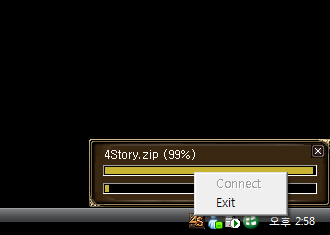 4Story.zip (99%)
Connect
Exit
4S
오후 2:58